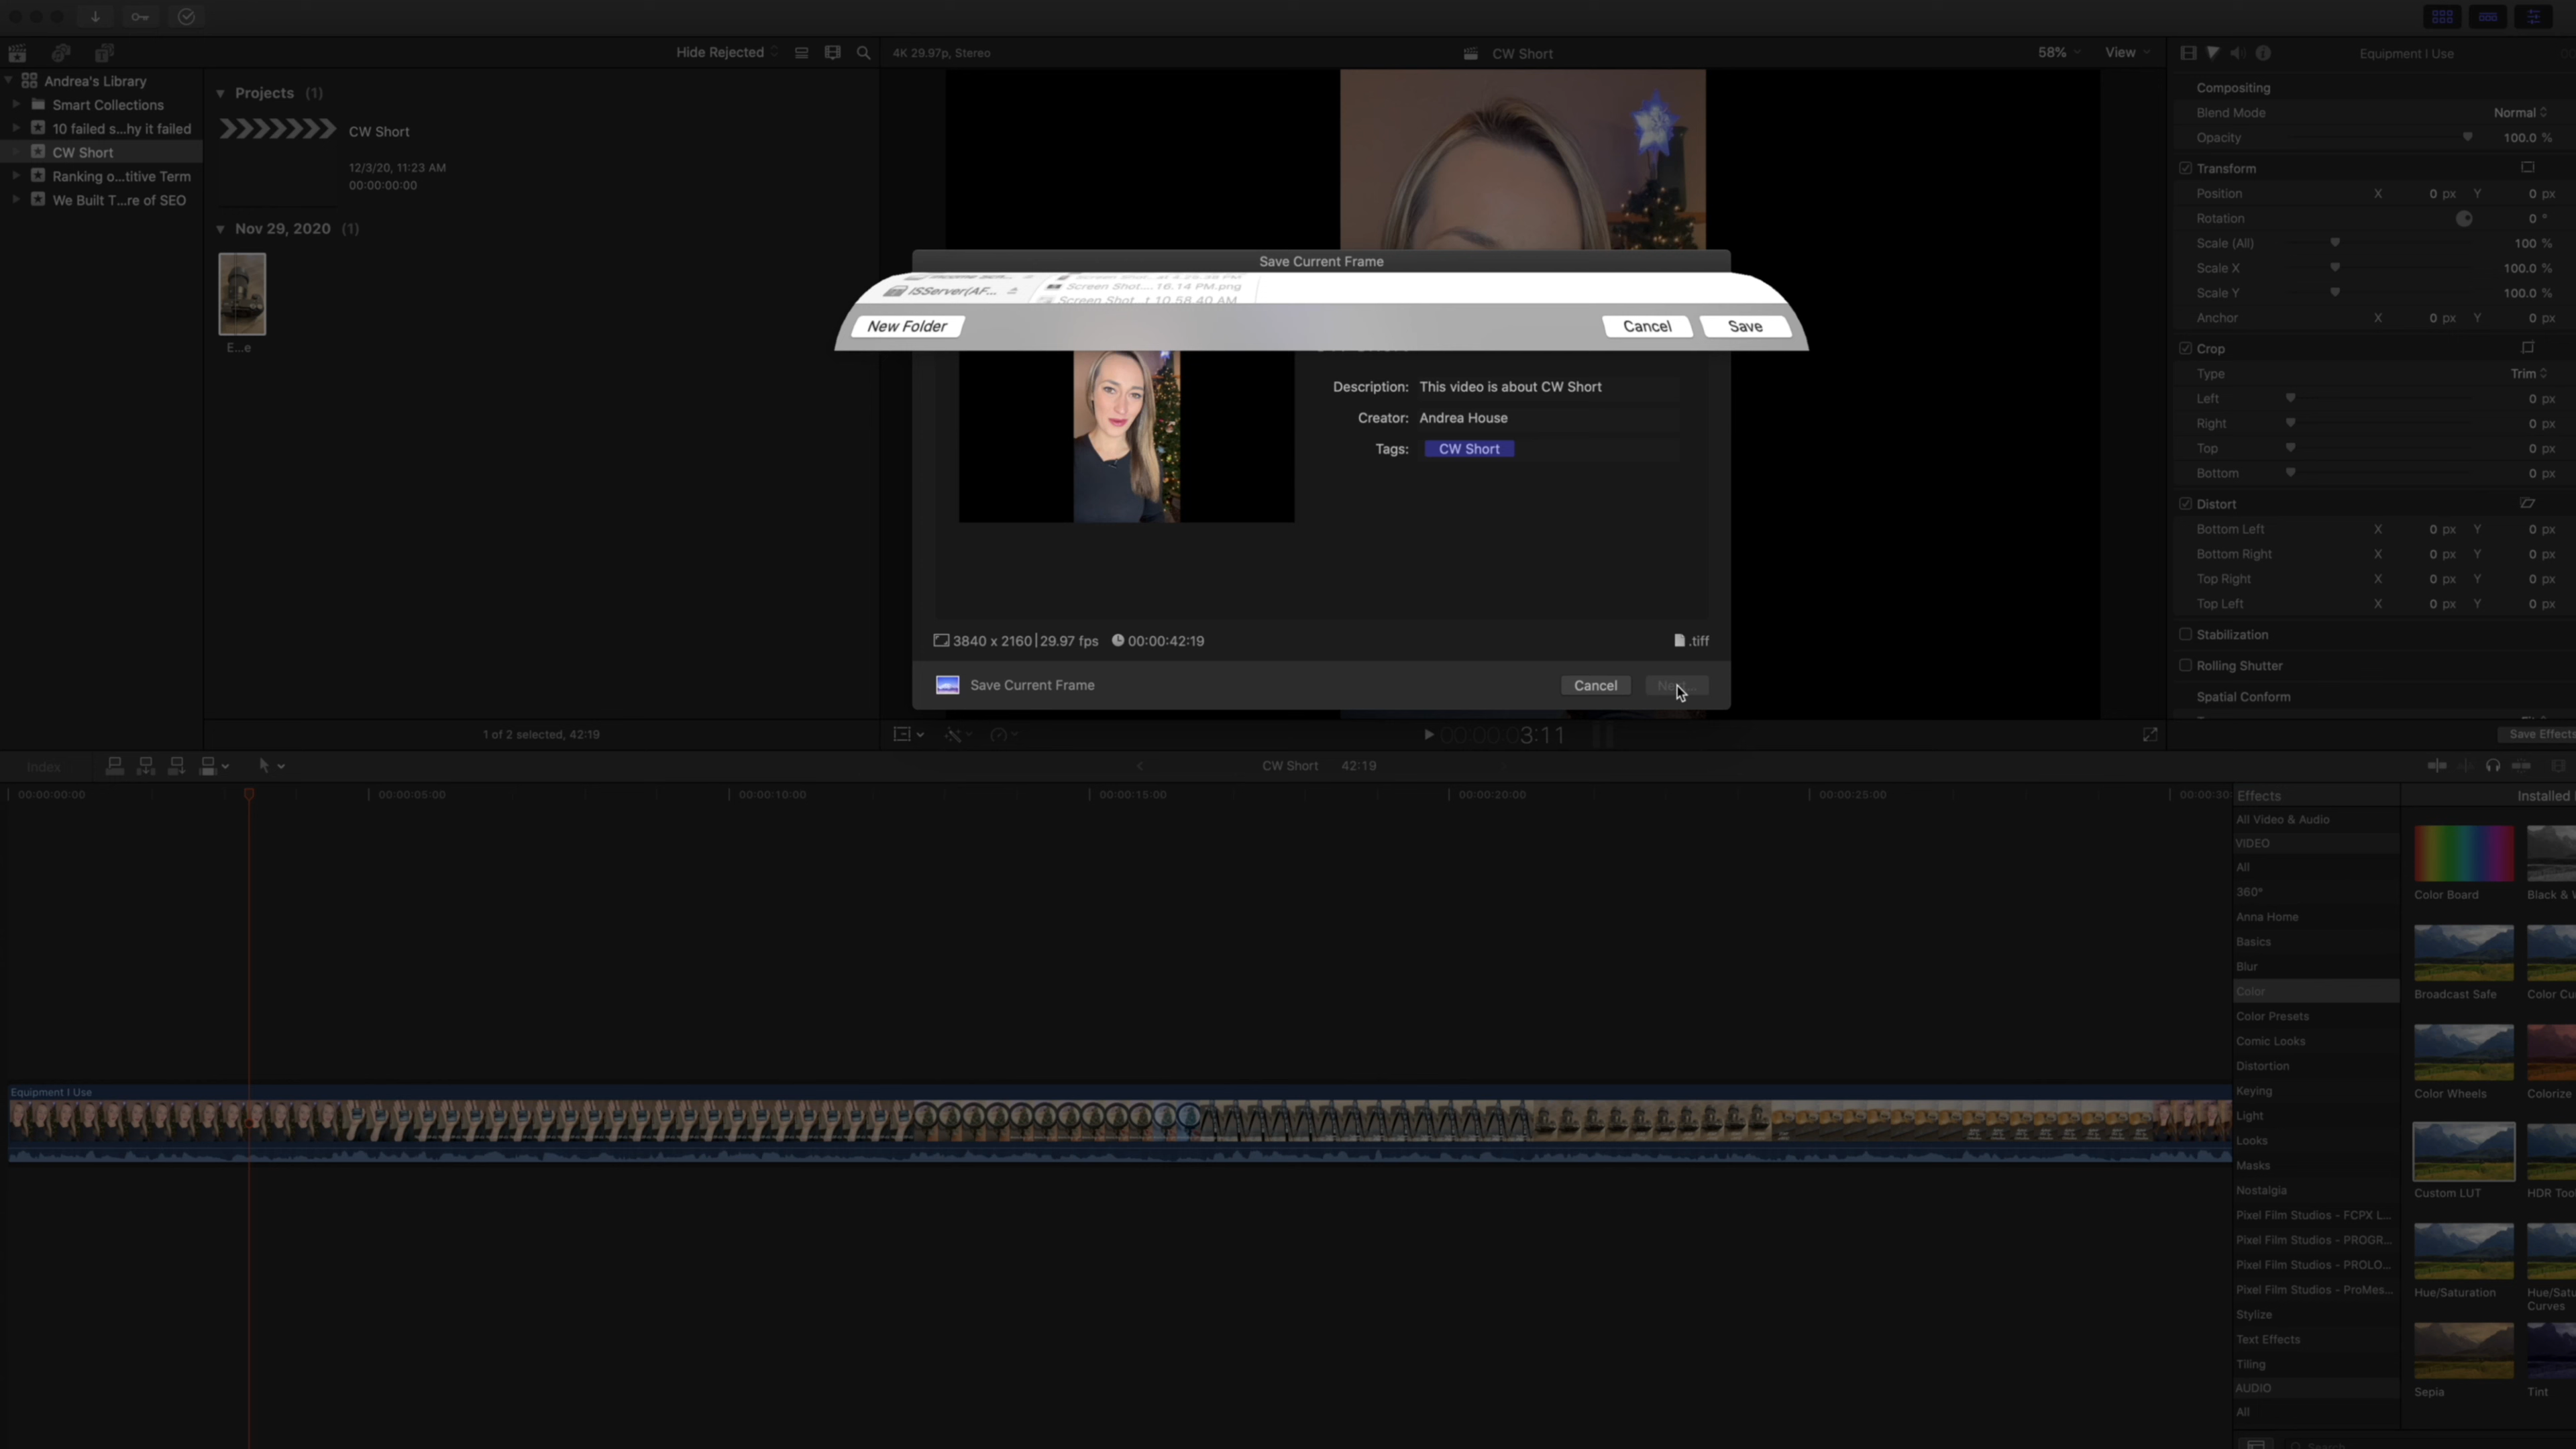 Hide Rejected
4K 29.97p, Stereo
CW Short
58%
View
Equipment I Use
Andrea's Library
Smart Collections
10 failed s...hy it failed
CW Short
Ranking o...titive Term
We Built T...re of SEO
Projects (1)
CW Short
12/3/20, 11:23 AM
00:00:00:00
Nov 29, 2020 (1)
E...e
1 of 2 selected, 42:19
Save Current Frame
ISServer(AF...
Screen Shot.... 16.14 PM.png
New Folder
Cancel
Save
Description: This video is about CW Short
Creator: Andrea House
Tags: CW Short
3840 x 2160 | 29.97 fps
00:00:42:19
.tiff
Save Current Frame
Cancel
3:11
Compositing
Blend Mode Normal
Opacity 100.0 %
Transform
Position X 0 px Y 0 px
Rotation 0 °
Scale (All) 100 %
Scale X 100.0 %
Scale Y 100.0 %
Anchor X 0 px Y 0 px
Crop
Type Trim
Left 0 px
Right 0 px
Top 0 px
Bottom 0 px
Distort
Bottom Left X 0 px Y 0 px
Bottom Right X 0 px Y 0 px
Top Right X 0 px Y 0 px
Top Left X 0 px Y 0 px
Stabilization
Rolling Shutter
Spatial Conform
Save Effects
Index
CW Short 42:19
00:00:00:00
00:00:05:00
00:00:10:00
00:00:15:00
00:00:20:00
00:00:25:00
00:00:30
Equipment I Use
Effects
Installed
All Video & Audio
VIDEO
All
360°
Anna Home
Basics
Blur
Color
Color Presets
Comic Looks
Distortion
Keying
Light
Looks
Masks
Nostalgia
Pixel Film Studios - FCPX L...
Pixel Film Studios - PROGR...
Pixel Film Studios - PROLO...
Pixel Film Studios - ProMes...
Stylize
Text Effects
Tiling
AUDIO
All
Color Board
Black &
Broadcast Safe
Color Cu
Color Wheels
Colorize
Custom LUT
HDR Too
Hue/Saturation
Hue/Satu
Curves
Sepia
Tint